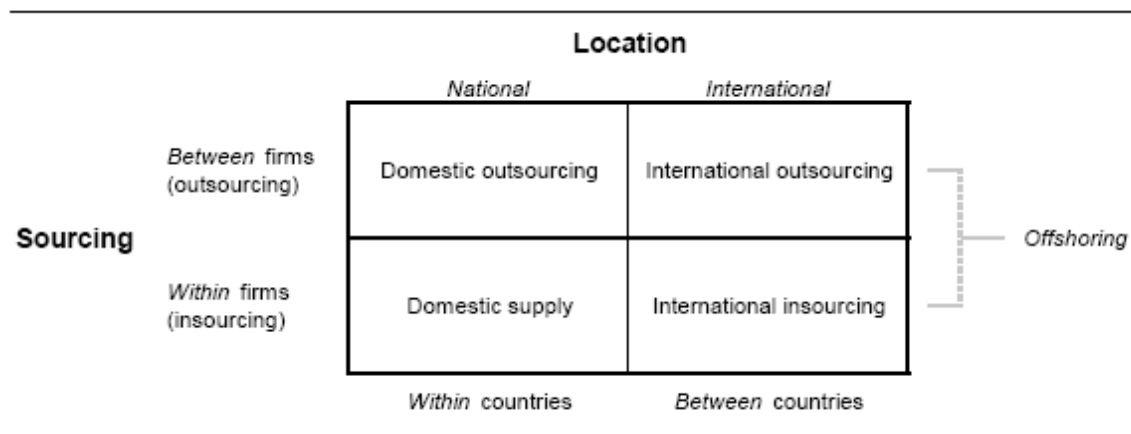 Location
National International
Between firms
(outsourcing)
Domestic outsourcing International outsourcing
Sourcing
Offshoring
Within firms
(insourcing)
Domestic supply International insourcing
Within countries Between countries